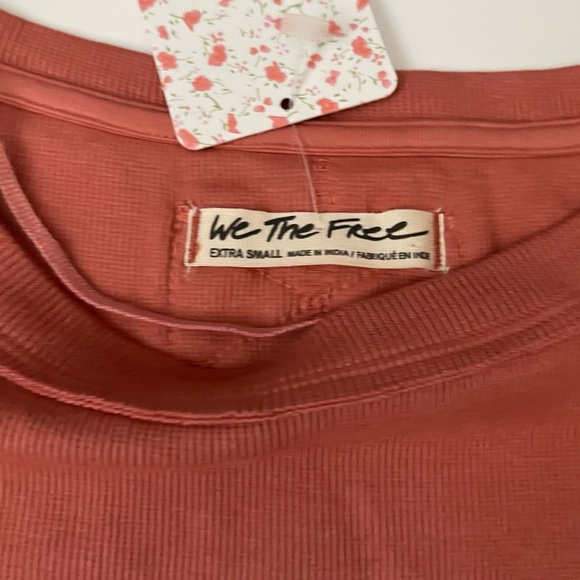 We The Free
EXTRA SMALL MADE IN INDIA / FABRIQUÉ EN INDE